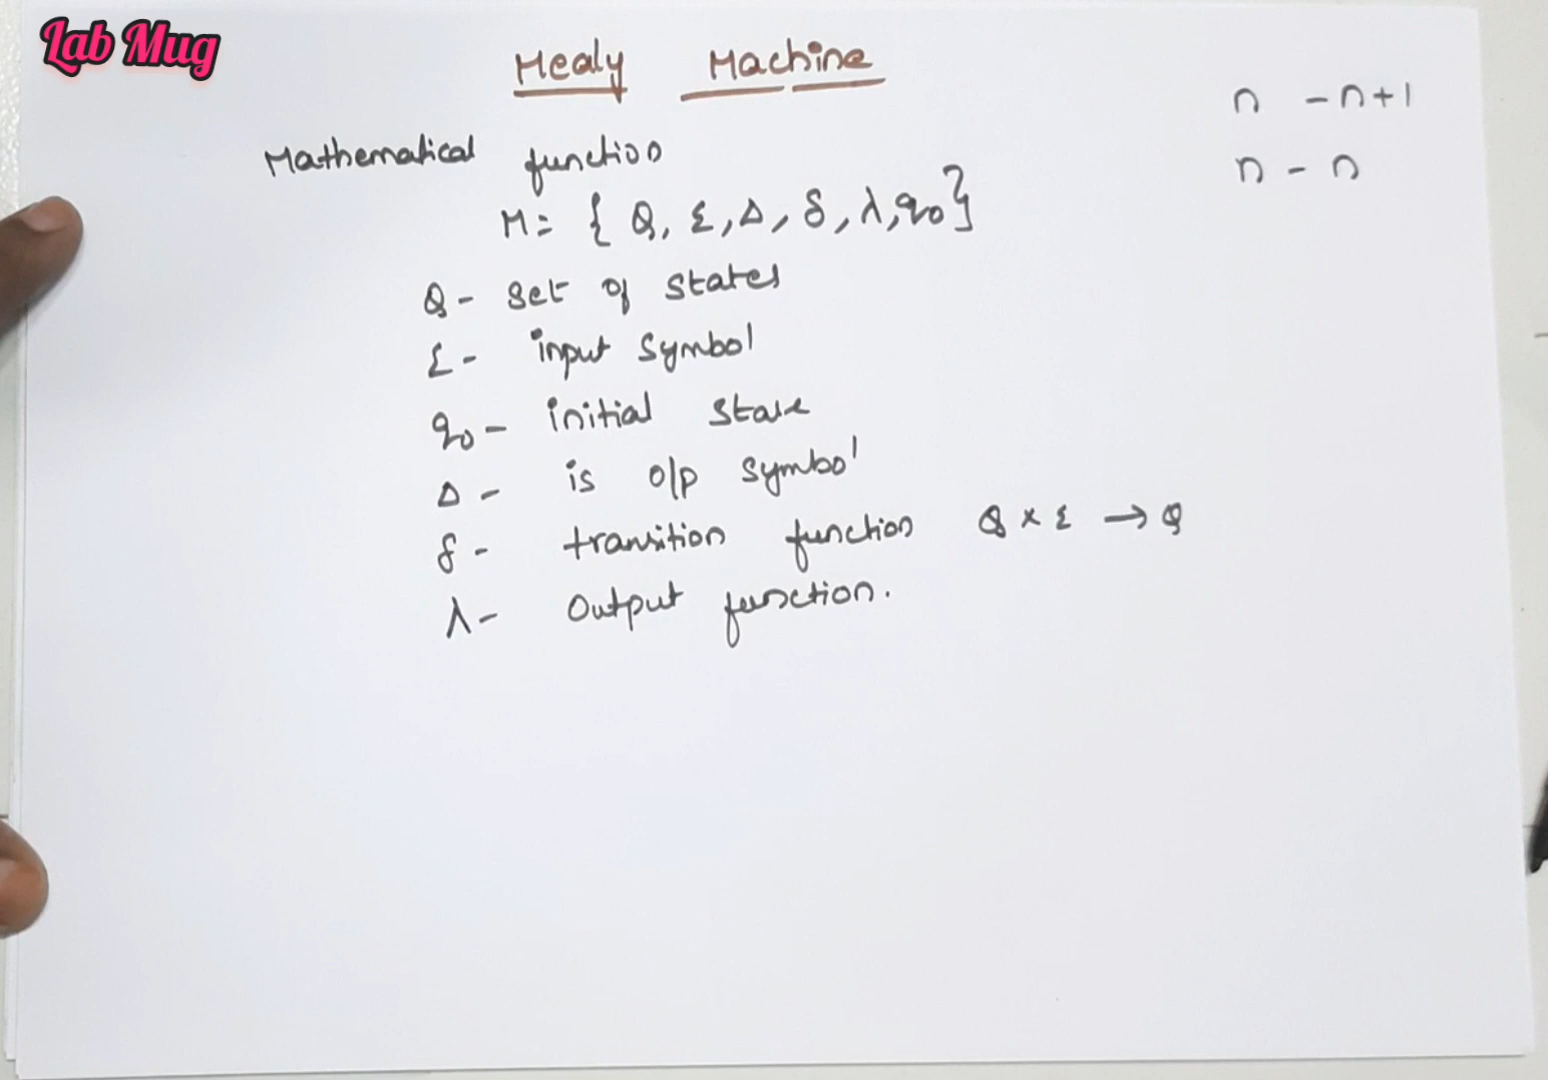 Lab Mug
Mealy Machine
n - n+1
Mathematical function
n - n
M = { Q, Σ, Δ, δ, λ, q0 }
Q - set of states
Σ - input symbol
q0 - initial state
Δ - is o/p symbol
δ - transition function Q × Σ → Q
λ - Output function.